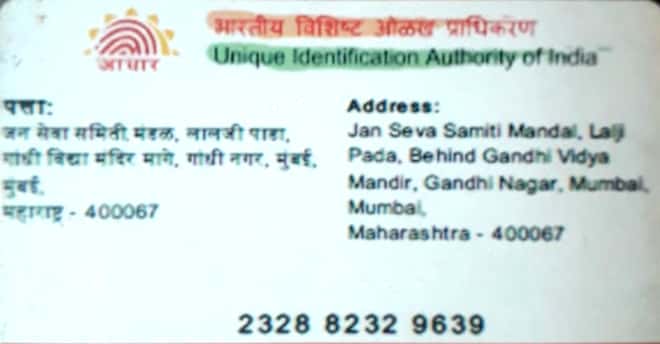 भारतीय विशिष्ट ओळख प्राधिकरण
Unique Identification Authority of India
आधार
पत्ता:
जन सेवा समिती मंडळ, लालजी पाडा,
गांधी विद्या मंदिर मागे, गांधी नगर, मुंबई,
मुंबई,
महाराष्ट्र - 400067
Address:
Jan Seva Samiti Mandal, Lalji
Pada, Behind Gandhi Vidya
Mandir, Gandhi Nagar, Mumbai,
Mumbai,
Maharashtra - 400067
2328 8232 9639